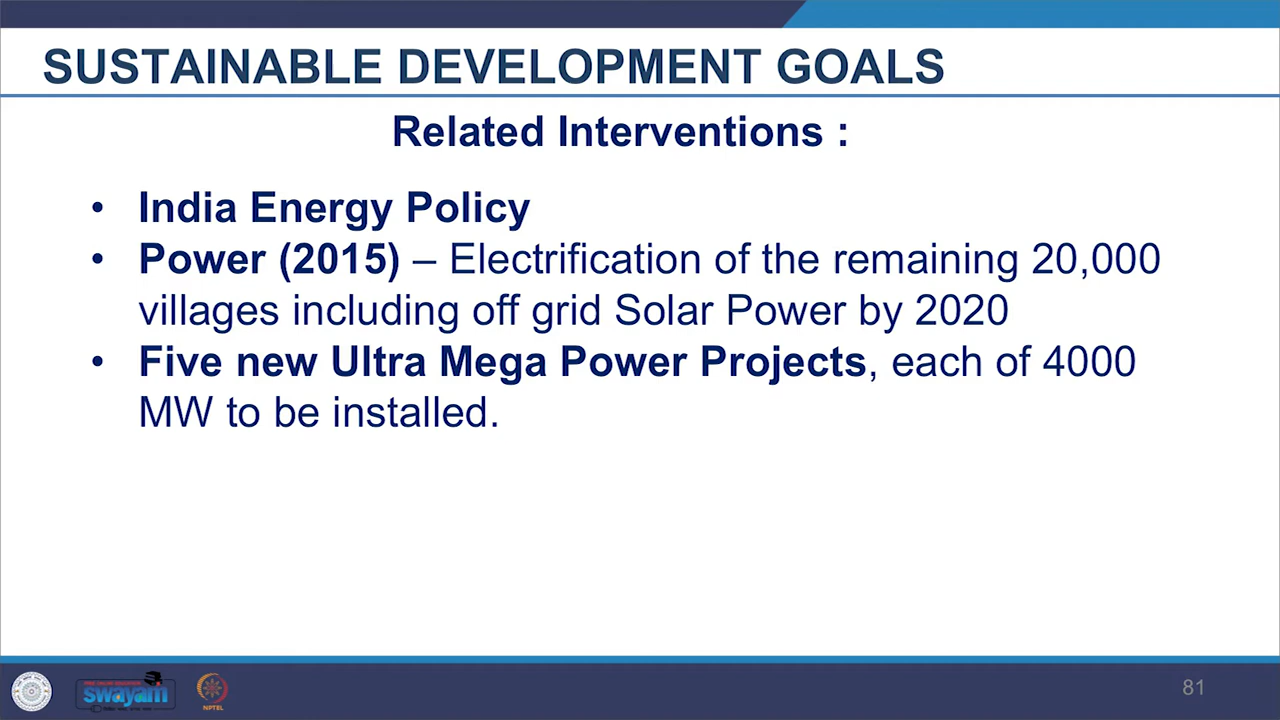 SUSTAINABLE DEVELOPMENT GOALS
Related Interventions :
• India Energy Policy
• Power (2015) – Electrification of the remaining 20,000
villages including off grid Solar Power by 2020
• Five new Ultra Mega Power Projects, each of 4000
MW to be installed.
swayam
NPTEL
81